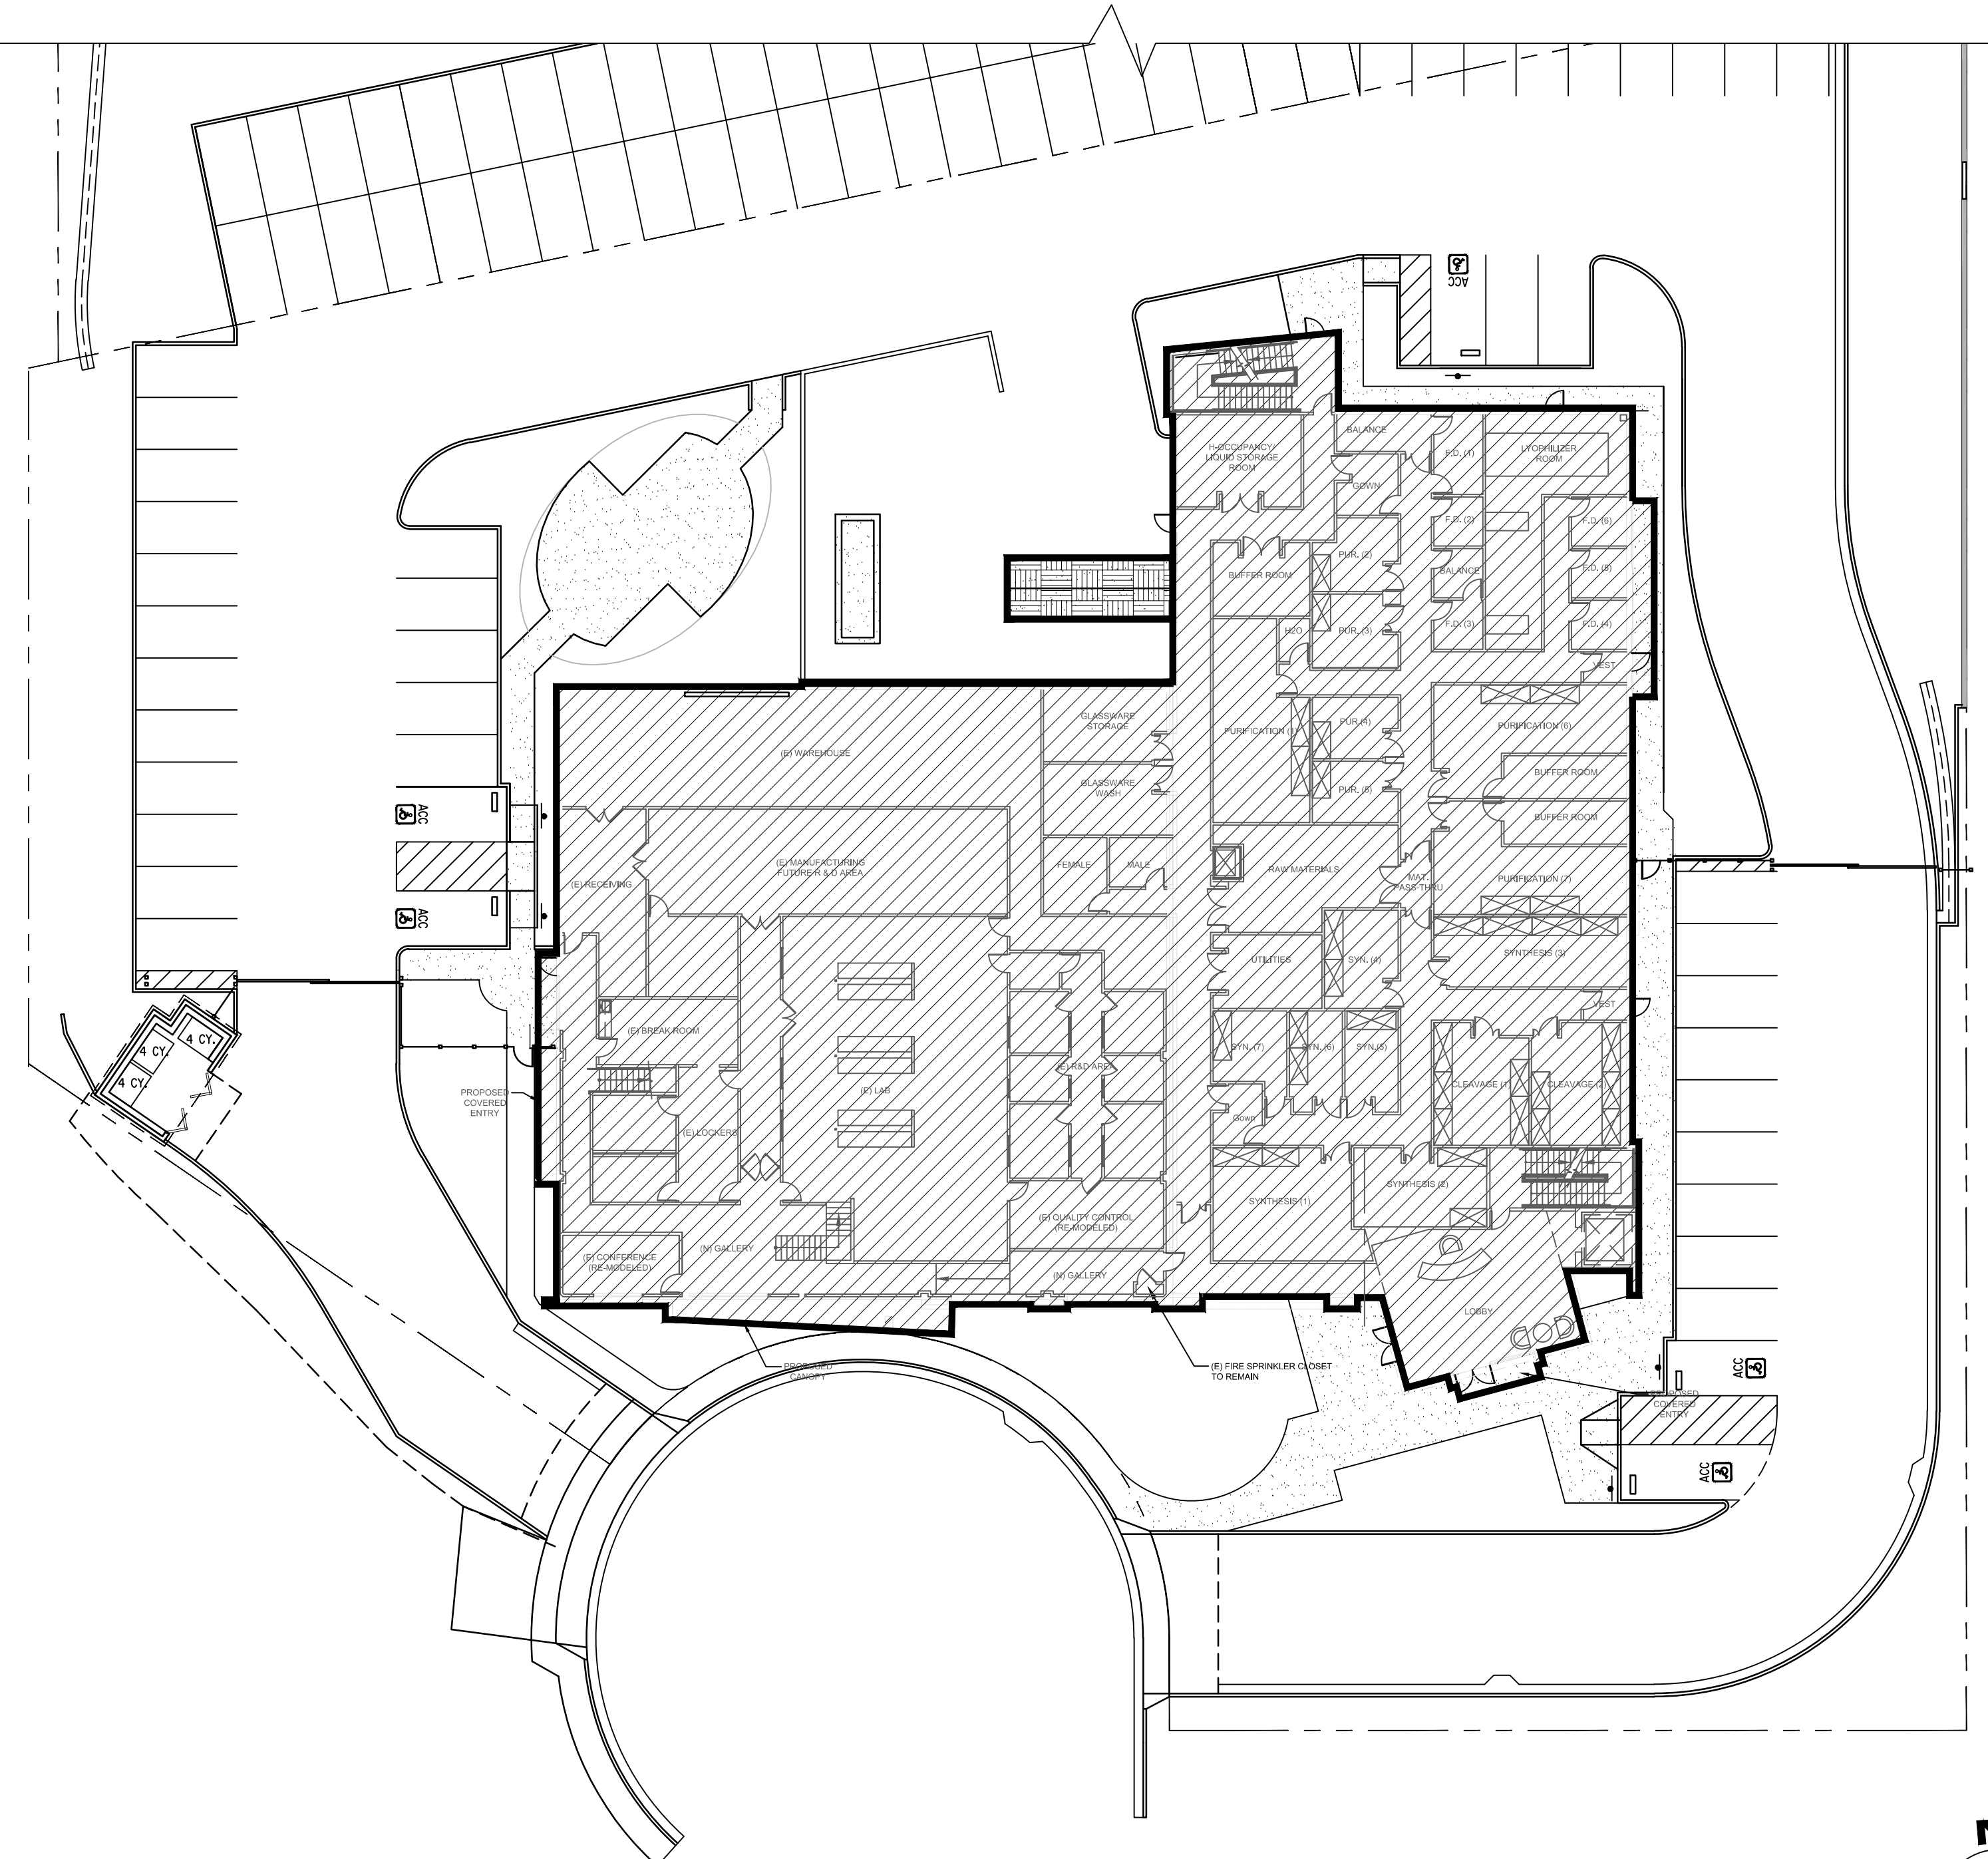 ACC
BALANCE
H-OCCUPANCY/
LIQUID STORAGE
ROOM
F.D. (1)
LYOPHILIZER
ROOM
GOWN
F.D. (2)
F.D. (6)
PUR. (2)
BUFFER ROOM
BALANCE
F.D. (5)
H2O
PUR. (3)
F.D. (3)
F.D. (4)
VEST
GLASSWARE
STORAGE
PURIFICATION (1)
PUR.(4)
PURIFICATION (6)
(E) WAREHOUSE
GLASSWARE
WASH
PUR. (5)
BUFFER ROOM
BUFFER ROOM
ACC
(E) MANUFACTURING
FUTURE R & D AREA
FEMALE
MALE
RAW MATERIALS
MAT.
PASS-THRU
PURIFICATION (7)
(E) RECEIVING
ACC
UTILITIES
SYN. (4)
SYNTHESIS (3)
VEST
(E) BREAK ROOM
4 CY.
4 CY.
4 CY.
SYN. (7)
SYN. (6)
SYN. (5)
(E) R&D AREA
CLEAVAGE (1)
CLEAVAGE (2)
(E) LAB
PROPOSED
COVERED
ENTRY
Gown
(E) LOCKERS
SYNTHESIS (1)
SYNTHESIS (2)
(E) QUALITY CONTROL
(RE-MODELED)
(N) GALLERY
(E) CONFERENCE
(RE-MODELED)
(N) GALLERY
LOBBY
PROPOSED
CANOPY
(E) FIRE SPRINKLER CLOSET
TO REMAIN
ACC
PROPOSED
COVERED
ENTRY
ACC